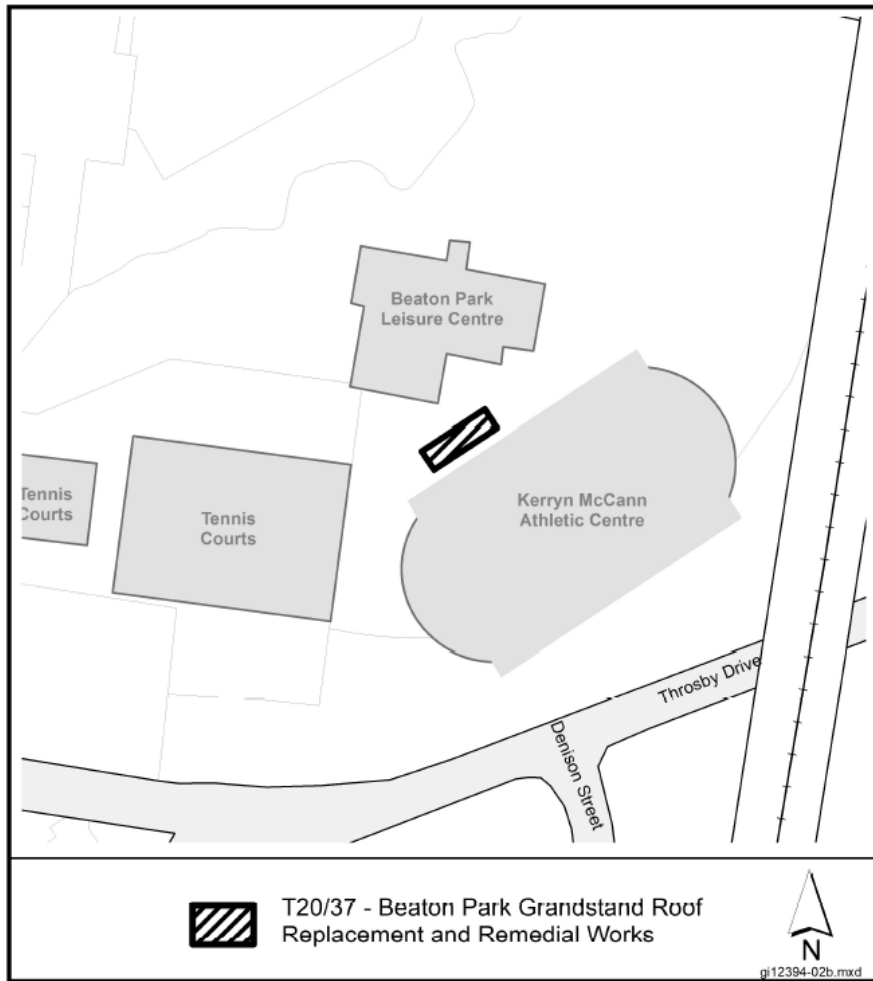 Beaton Park
Leisure Centre
Kerryn McCann
Athletic Centre
Tennis
Courts
Tennis
Courts
Throsby Drive
Denison Street
T20/37 - Beaton Park Grandstand Roof
Replacement and Remedial Works
N
gi12394-02b.mxd